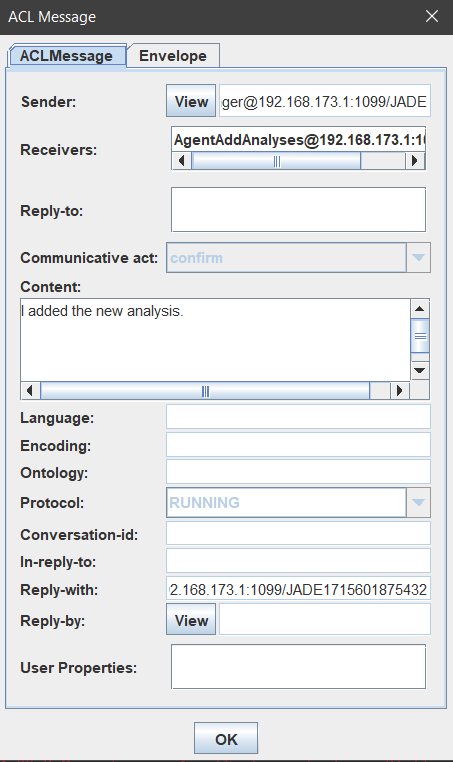 ACL Message
ACLMessage Envelope
Sender: View ger@192.168.173.1:1099/JADE
Receivers: AgentAddAnalyses@192.168.173.1:1
Reply-to:
Communicative act: confirm
Content:
I added the new analysis.
Language:
Encoding:
Ontology:
Protocol: RUNNING
Conversation-id:
In-reply-to:
Reply-with: 2.168.173.1:1099/JADE1715601875432
Reply-by: View
User Properties:
OK